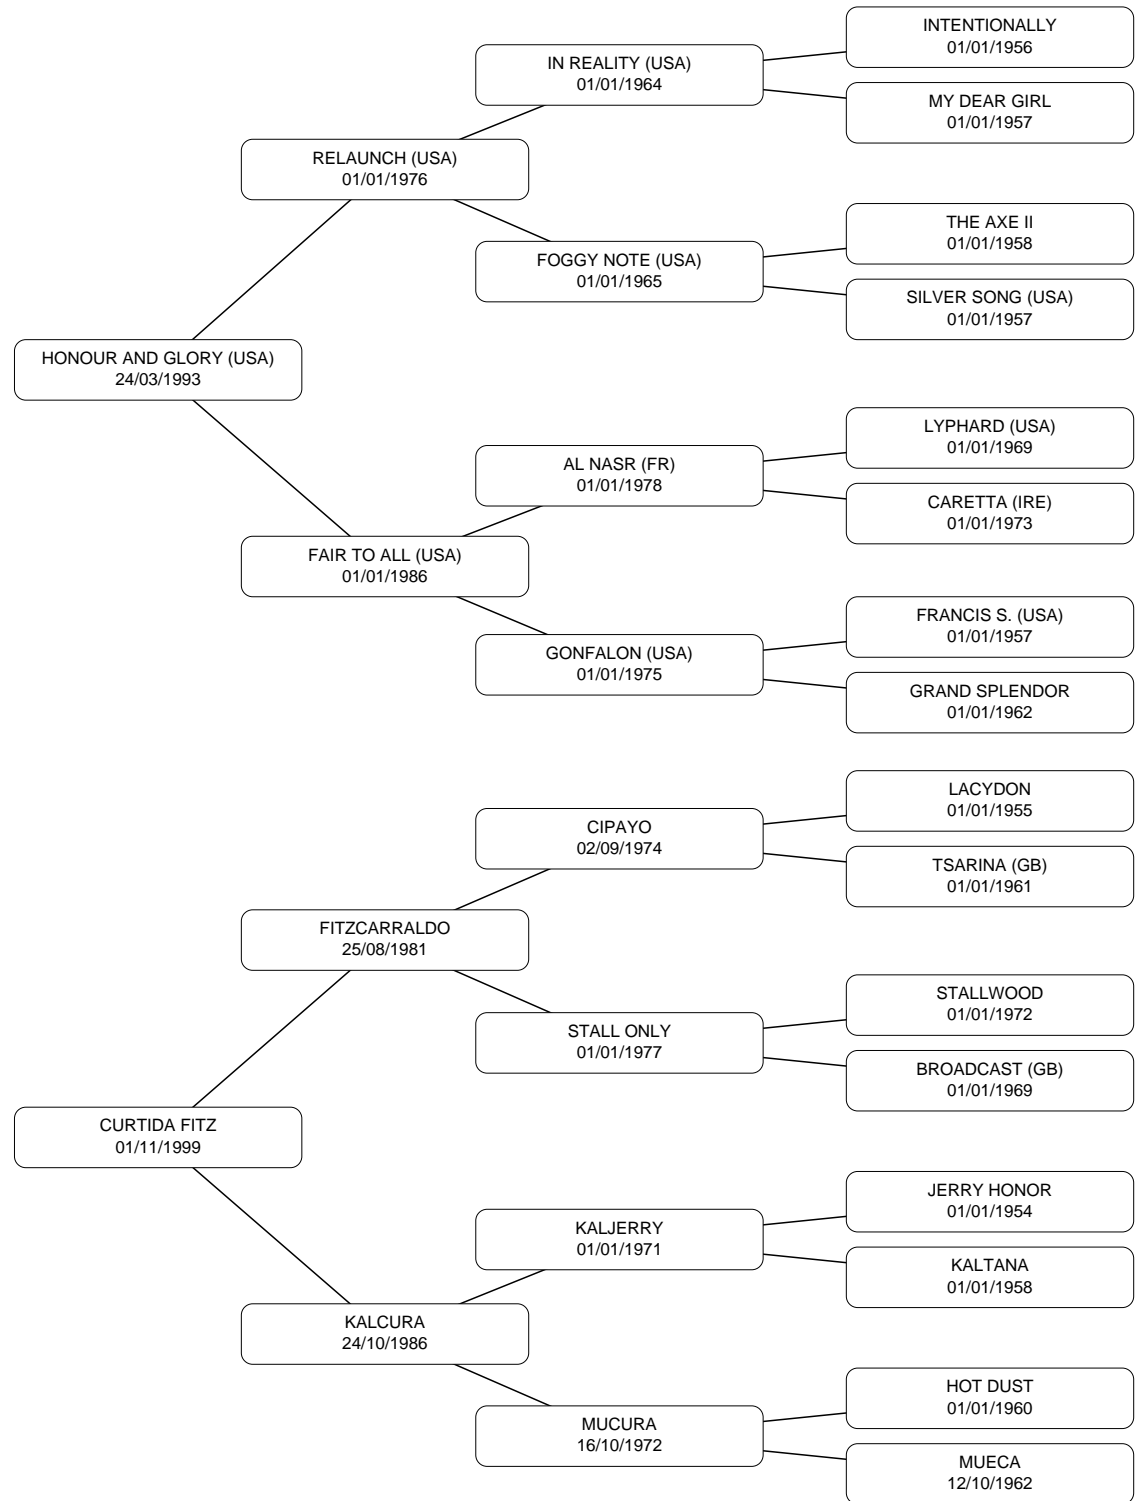 INTENTIONALLY
01/01/1956
IN REALITY (USA)
01/01/1964
MY DEAR GIRL
01/01/1957
RELAUNCH (USA)
01/01/1976
THE AXE II
01/01/1958
FOGGY NOTE (USA)
01/01/1965
SILVER SONG (USA)
01/01/1957
HONOUR AND GLORY (USA)
24/03/1993
LYPHARD (USA)
01/01/1969
AL NASR (FR)
01/01/1978
CARETTA (IRE)
01/01/1973
FAIR TO ALL (USA)
01/01/1986
FRANCIS S. (USA)
01/01/1957
GONFALON (USA)
01/01/1975
GRAND SPLENDOR
01/01/1962
LACYDON
01/01/1955
CIPAYO
02/09/1974
TSARINA (GB)
01/01/1961
FITZCARRALDO
25/08/1981
STALLWOOD
01/01/1972
STALL ONLY
01/01/1977
BROADCAST (GB)
01/01/1969
CURTIDA FITZ
01/11/1999
JERRY HONOR
01/01/1954
KALJERRY
01/01/1971
KALTANA
01/01/1958
KALCURA
24/10/1986
HOT DUST
01/01/1960
MUCURA
16/10/1972
MUECA
12/10/1962